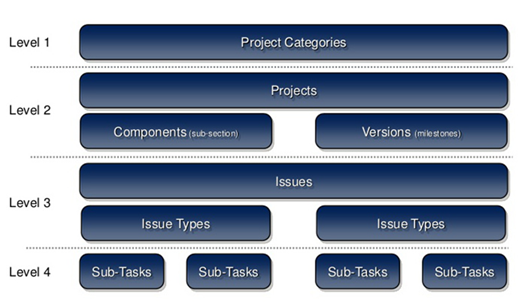 Level 1
Project Categories
Level 2
Projects
Components (sub-section)
Versions (milestones)
Level 3
Issues
Issue Types
Issue Types
Level 4
Sub-Tasks
Sub-Tasks
Sub-Tasks
Sub-Tasks